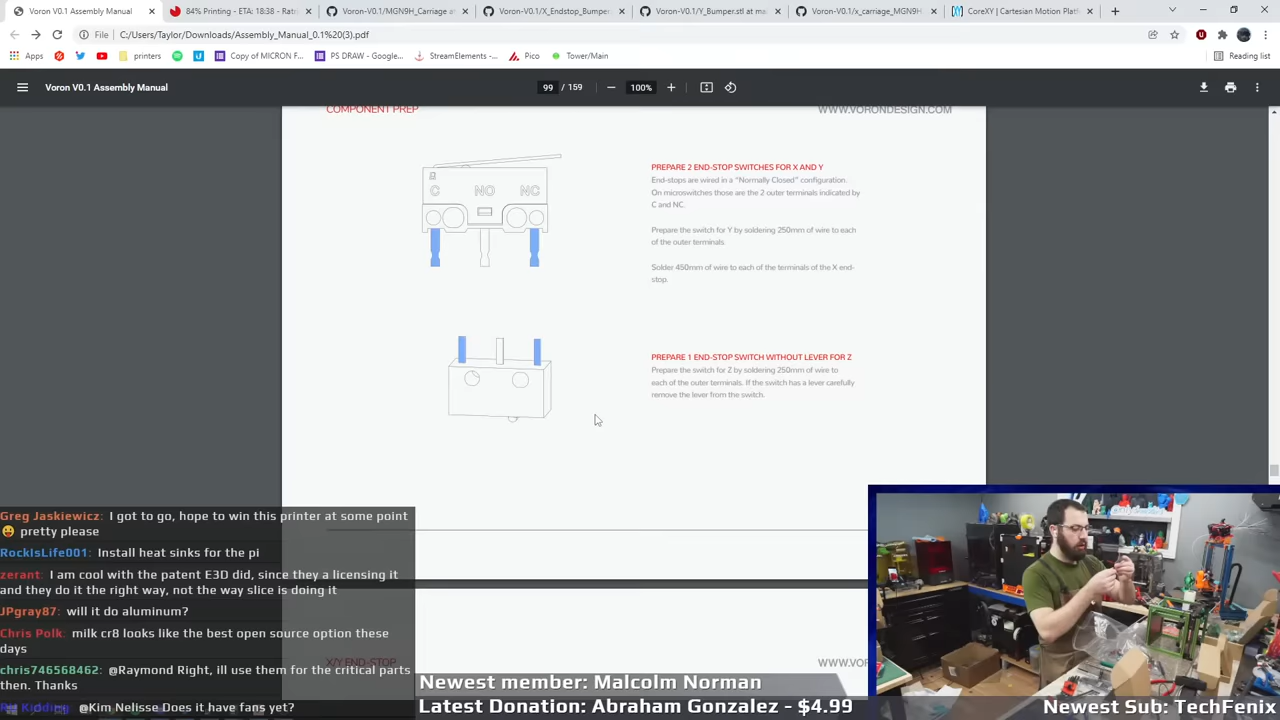 Voron V0.1 Assembly Manual
84% Printing - ETA: 18:38 - Ratr
Voron-V0.1/MGN9H_Carriage at
Voron-V0.1/X_Endstop_Bumper
Voron-V0.1/Y_Bumper.stl at ma
Voron-V0.1/x_carriage_MGN9H
CoreXY | Cartesian Motion Platf
File
C:/Users/Taylor/Downloads/Assembly_Manual_0.1%20(3).pdf
Apps
printers
Copy of MICRON F...
PS DRAW - Google...
StreamElements - ...
Pico
Tower/Main
Reading list
Voron V0.1 Assembly Manual
99 / 159
100%
COMPONENT PREP
WWW.VORONDESIGN.COM
C NO NC
PREPARE 2 END-STOP SWITCHES FOR X AND Y
End-stops are wired in a “Normally Closed” configuration.
On microswitches those are the 2 outer terminals indicated by
C and NC.
Prepare the switch for Y by soldering 250mm of wire to each
of the outer terminals.
Solder 450mm of wire to each of the terminals of the X end-
stop.
PREPARE 1 END-STOP SWITCH WITHOUT LEVER FOR Z
Prepare the switch for Z by soldering 250mm of wire to
each of the outer terminals. If the switch has a lever carefully
remove the lever from the switch.
Greg Jaskiewicz: I got to go, hope to win this printer at some point
pretty please
RockIsLife001: Install heat sinks for the pi
zerant: I am cool with the patent E3D did, since they a licensing it
and they do it the right way, not the way slice is doing it
JPgray87: will it do aluminum?
Chris Polk: milk cr8 looks like the best open source option these
days
chris746568462: @Raymond Right, ill use them for the critical parts
then. Thanks
@Kim Nelisse Does it have fans yet?
X/Y END-STOP
WWW.VOR
Newest member: Malcolm Norman
Latest Donation: Abraham Gonzalez - $4.99
Newest Sub: TechFenix